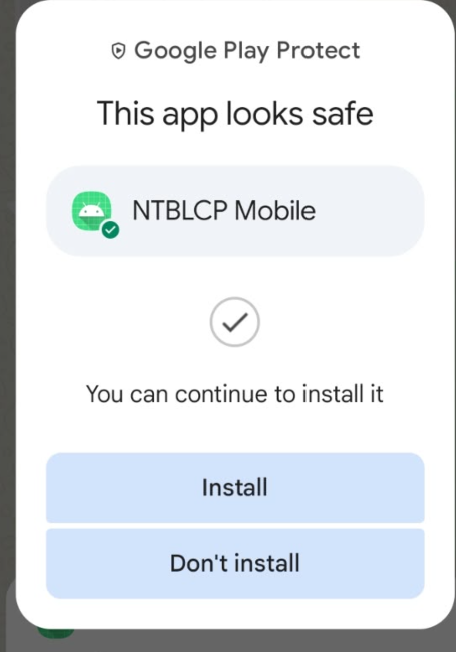 Google Play Protect
This app looks safe
NTBLCP Mobile
You can continue to install it
Install
Don't install